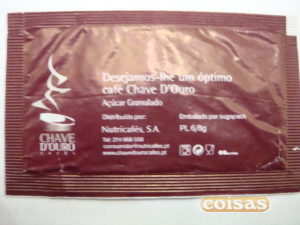 Desejamos-lhe um óptimo
café Chave D'Ouro
Açúcar Granulado
Distribuído por:
Nutricafés, S.A.
Embalado por sugapack
PL 6/8g
CHAVE
D'OURO
CAFÉS
coisas